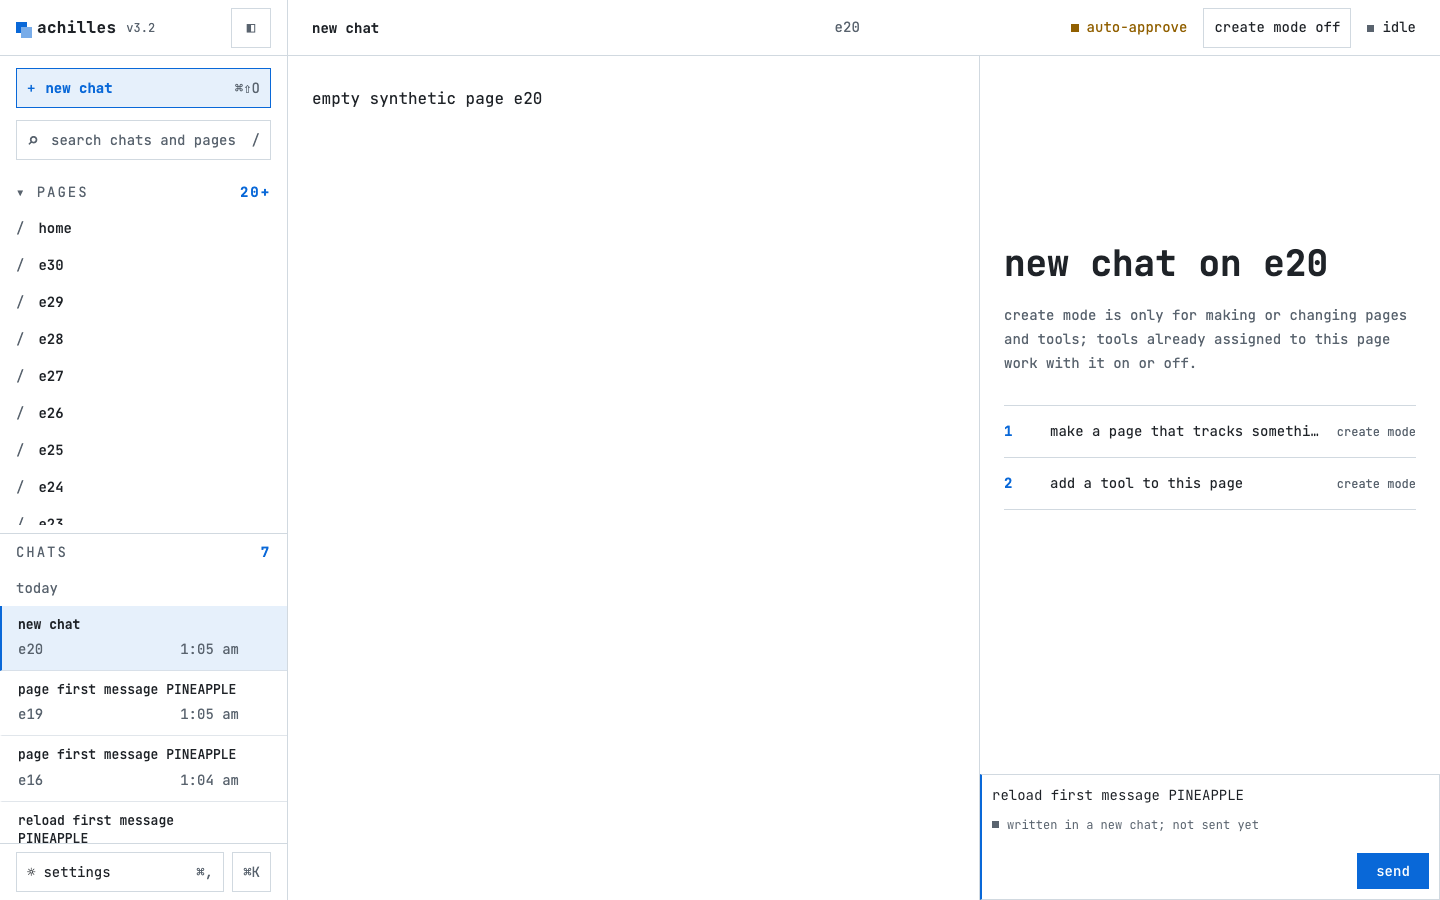 achilles v3.2
+ new chat ⌘⇧O
search chats and pages /
▾ PAGES 20+
/ home
/ e30
/ e29
/ e28
/ e27
/ e26
/ e25
/ e24
/ e23
CHATS 7
today
new chat
e20 1:05 am
page first message PINEAPPLE
e19 1:05 am
page first message PINEAPPLE
e16 1:04 am
reload first message
PINEAPPLE
settings ⌘,
⌘K
new chat
e20
auto-approve
create mode off
idle
empty synthetic page e20
new chat on e20
create mode is only for making or changing pages
and tools; tools already assigned to this page
work with it on or off.
1 make a page that tracks somethi… create mode
2 add a tool to this page create mode
reload first message PINEAPPLE
written in a new chat; not sent yet
send